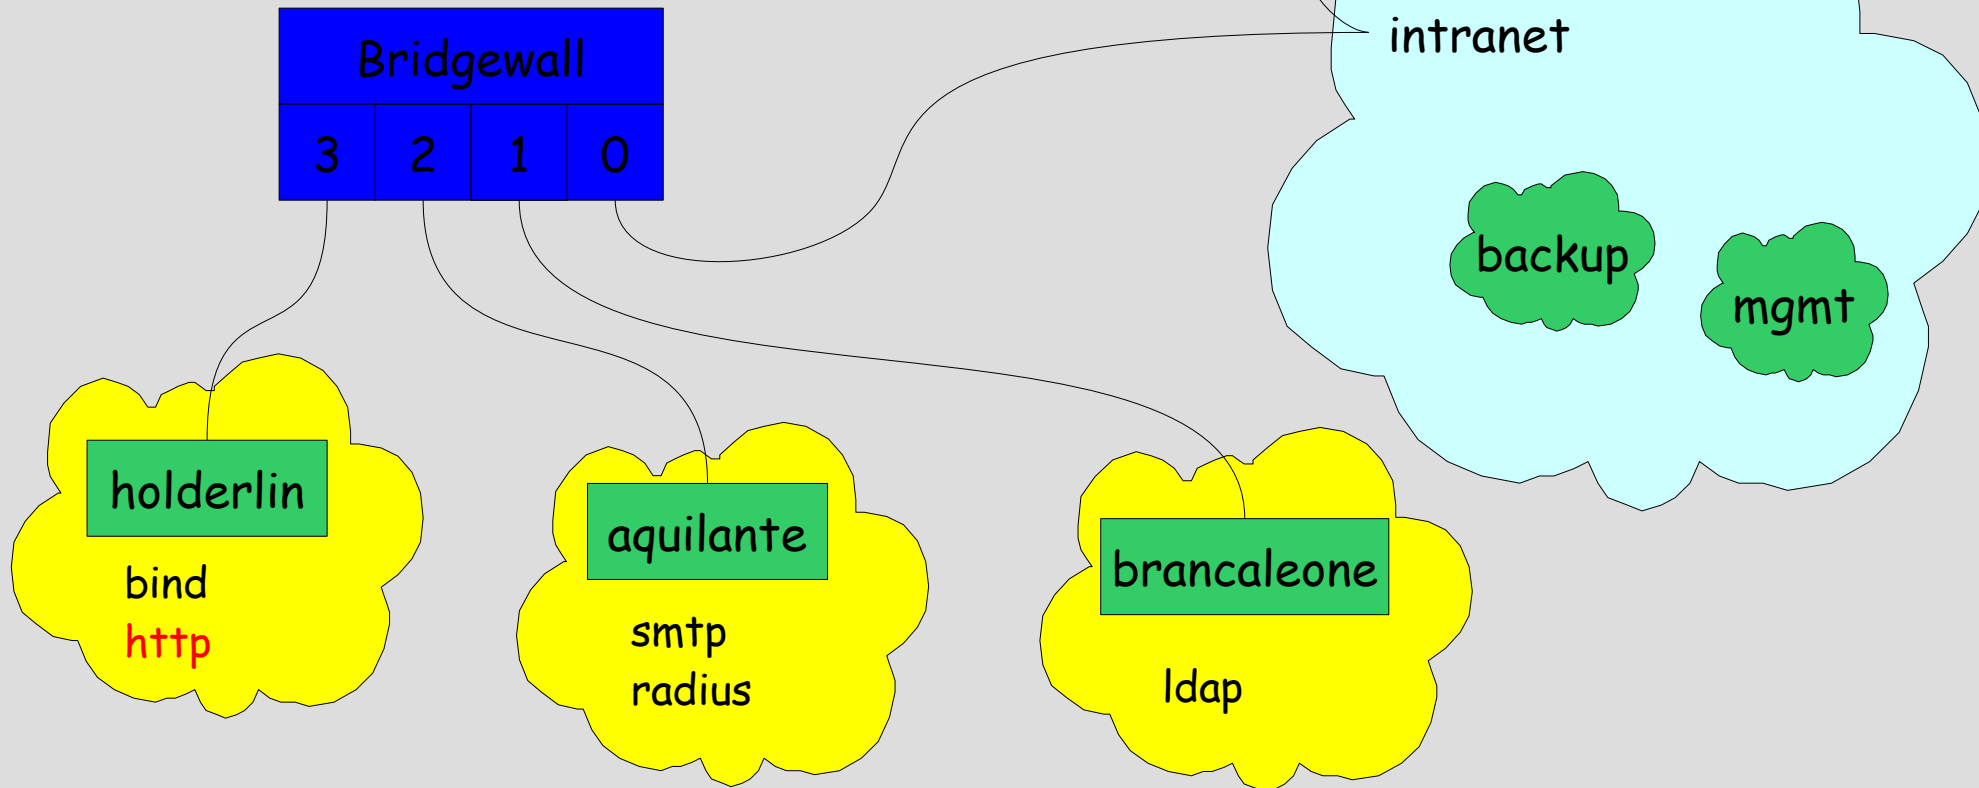 Bridgewall
3 2 1 0
intranet
backup
mgmt
holderlin
bind
http
aquilante
smtp
radius
brancaleone
ldap